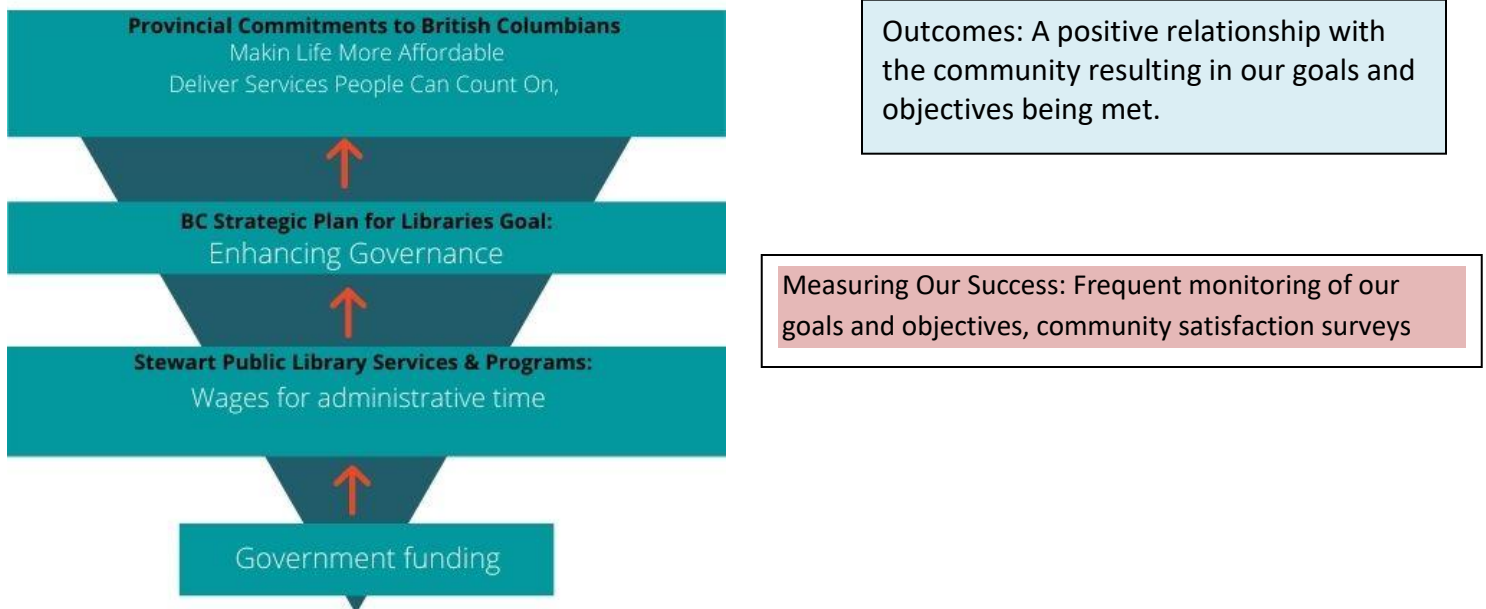 Provincial Commitments to British Columbians
Makin Life More Affordable
Deliver Services People Can Count On,
BC Strategic Plan for Libraries Goal:
Enhancing Governance
Stewart Public Library Services & Programs:
Wages for administrative time
Government funding
Outcomes: A positive relationship with
the community resulting in our goals and
objectives being met.
Measuring Our Success: Frequent monitoring of our
goals and objectives, community satisfaction surveys